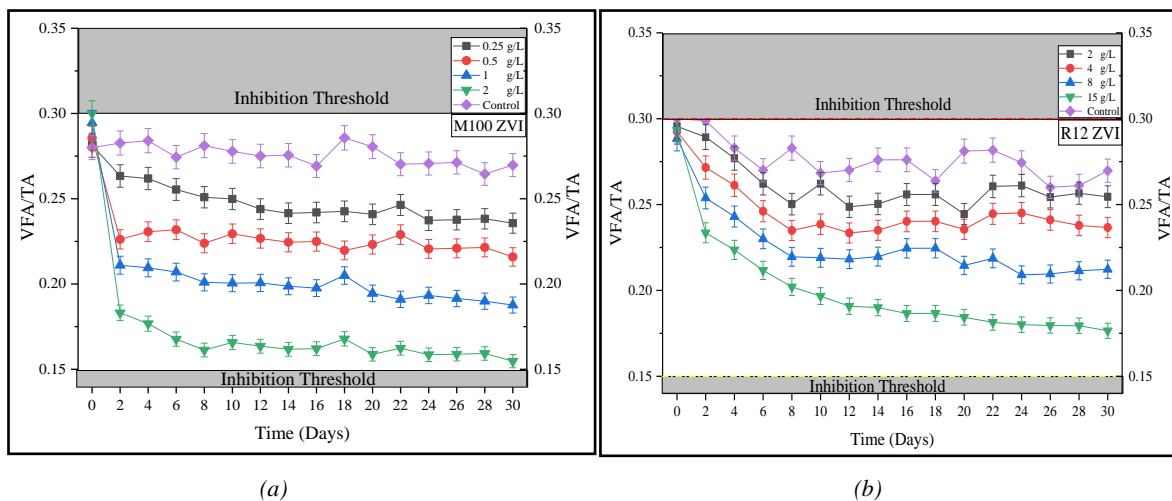 0.35
0.30
0.25
0.20
0.15
VFA/TA
0.25 g/L
0.5 g/L
1 g/L
2 g/L
Control
Inhibition Threshold
M100 ZVI
Inhibition Threshold
0 2 4 6 8 10 12 14 16 18 20 22 24 26 28 30
Time (Days)
0.35
0.30
0.25
0.20
0.15
VFA/TA
(a)
0.35
0.30
0.25
0.20
0.15
VFA/TA
2 g/L
4 g/L
8 g/L
15 g/L
Control
Inhibition Threshold
R12 ZVI
Inhibition Threshold
0 2 4 6 8 10 12 14 16 18 20 22 24 26 28 30
Time (Days)
0.35
0.30
0.25
0.20
0.15
VFA/TA
(b)